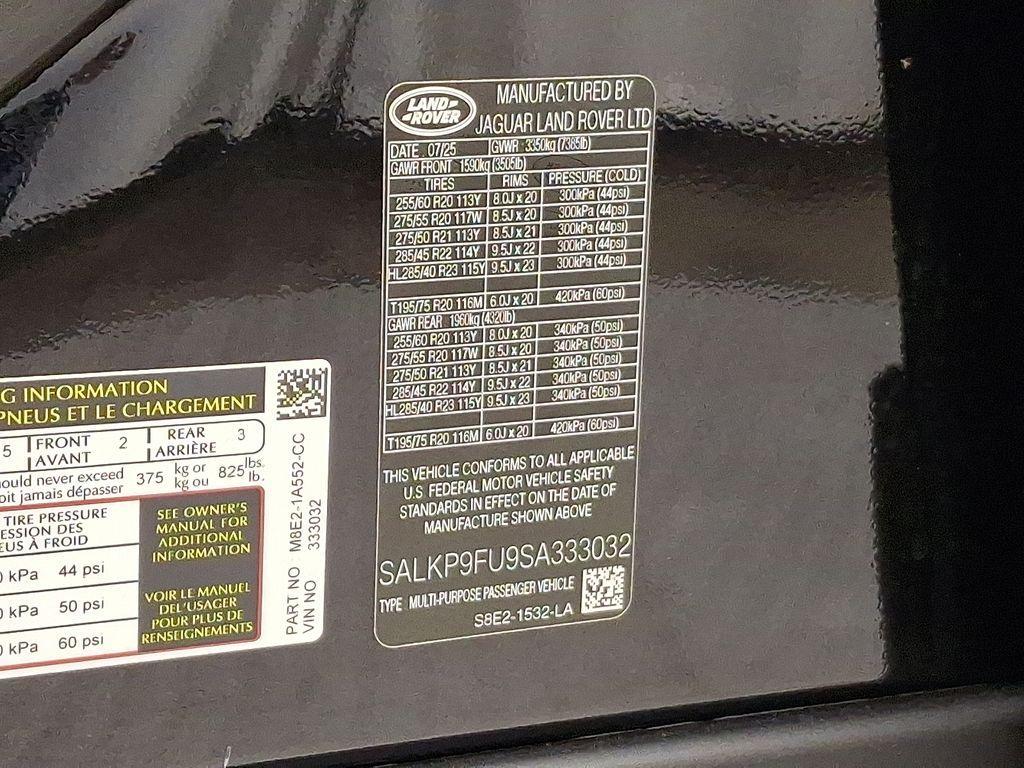 LAND-
-ROVER
MANUFACTURED BY
JAGUAR LAND ROVER LTD
DATE 07/25 GVWR 3350kg (7385lb)
GAWR FRONT 1590kg (3505lb)
TIRES RIMS PRESSURE (COLD)
255/60 R20 113Y 8.0J x 20 300kPa (44psi)
275/55 R20 117W 8.5J x 20 300kPa (44psi)
275/50 R21 113Y 8.5J x 21 300kPa (44psi)
285/45 R22 114Y 9.5J x 22 300kPa (44psi)
HL285/40 R23 115Y 9.5J x 23 300kPa (44psi)
T195/75 R20 116M 6.0J x 20 420kPa (60psi)
GAWR REAR 1960kg (4320lb)
255/60 R20 113Y 8.0J x 20 340kPa (50psi)
275/55 R20 117W 8.5J x 20 340kPa (50psi)
275/50 R21 113Y 8.5J x 21 340kPa (50psi)
285/45 R22 114Y 9.5J x 22 340kPa (50psi)
HL285/40 R23 115Y 9.5J x 23 340kPa (50psi)
T195/75 R20 116M 6.0J x 20 420kPa (60psi)
THIS VEHICLE CONFORMS TO ALL APPLICABLE
U.S. FEDERAL MOTOR VEHICLE SAFETY
STANDARDS IN EFFECT ON THE DATE OF
MANUFACTURE SHOWN ABOVE
SALKP9FU9SA333032
TYPE MULTI-PURPOSE PASSENGER VEHICLE
S8E2-1532-LA
G INFORMATION
PNEUS ET LE CHARGEMENT
5 FRONT 2 REAR 3
AVANT ARRIÈRE
ould never exceed 375 kg or 825 lbs.
oit jamais dépasser kg ou lb.
TIRE PRESSURE
ESSION DES
EUS À FROID
0 kPa 44 psi
0 kPa 50 psi
0 kPa 60 psi
SEE OWNER'S
MANUAL FOR
ADDITIONAL
INFORMATION
VOIR LE MANUEL
DEL'USAGER
POUR PLUS DE
RENSEIGNEMENTS
PART NO M8E2-1A552-CC
VIN NO 333032